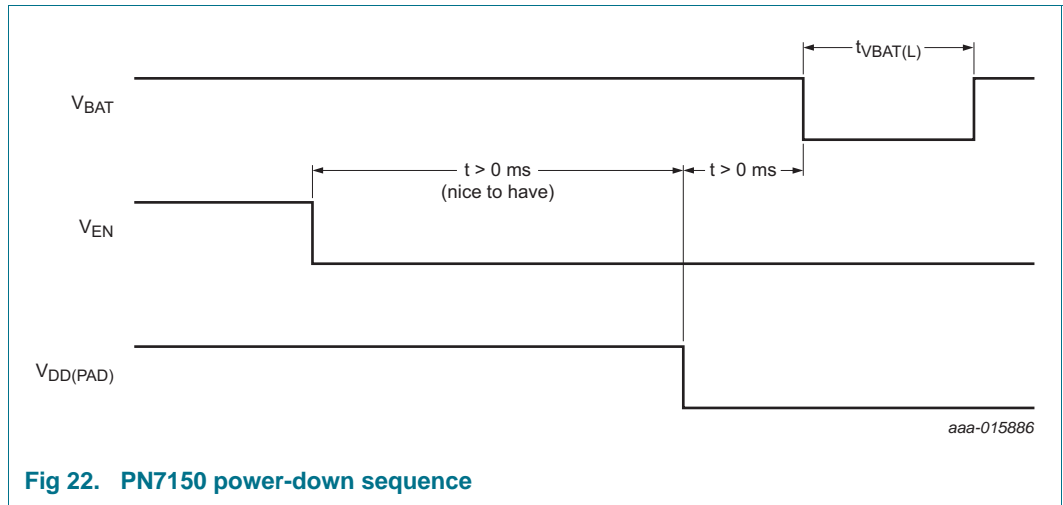 tVBAT(L)
VBAT
t > 0 ms
(nice to have)
t > 0 ms
VEN
VDD(PAD)
aaa-015886
Fig 22. PN7150 power-down sequence